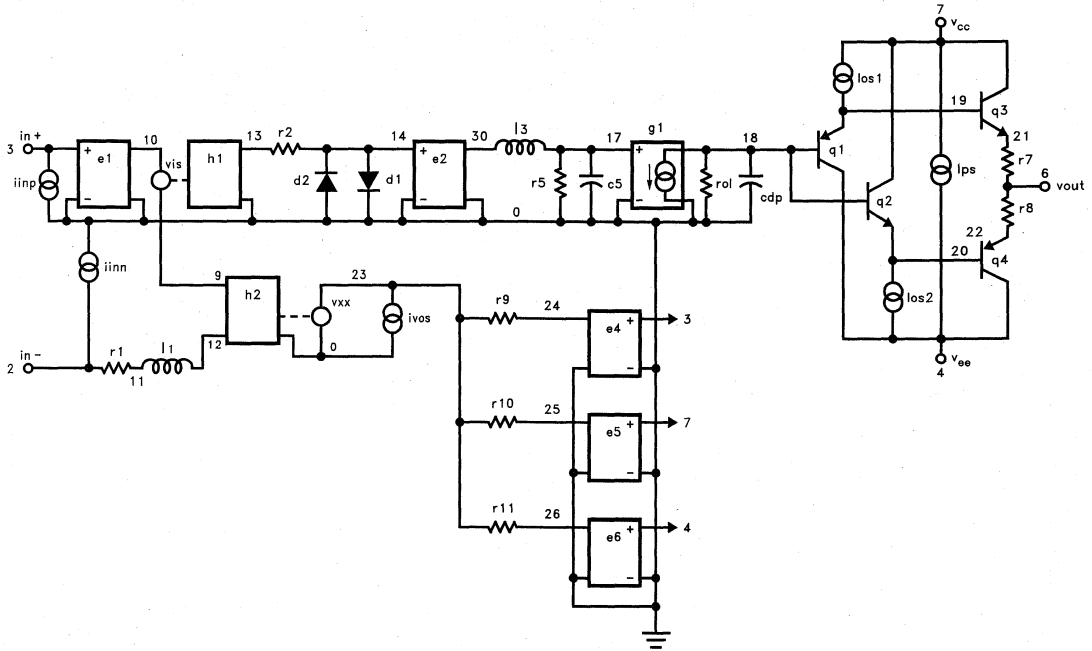 7
vcc
Ios1
19
q3
in+
3
+
e1
10
13
r2
14
30
l3
17
g1
18
q1
21
iinp
vis
h1
+
e2
+
r7
6
vout
d2
d1
r5
c5
rol
cdp
Ips
q2
r8
-
-
0
-
22
20
q4
iinn
9
h2
23
vxx
ivos
Ios2
r9
24
e4
+
3
in-
2
r1
11
l1
12
0
-
vee
4
r10
25
e5
+
7
-
r11
26
e6
+
4
-